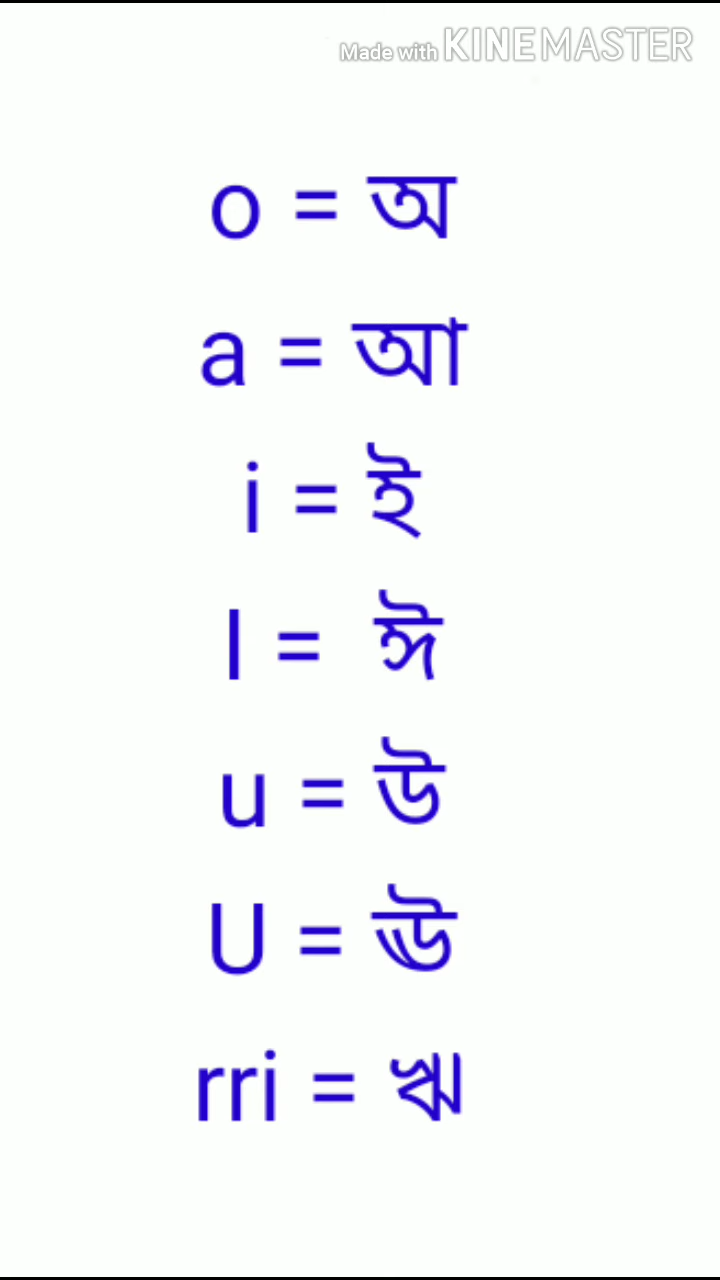 Made with KINEMASTER
o = অ
a = আ
i = ই
I = ঈ
u = উ
U = ঊ
rri = ঋ